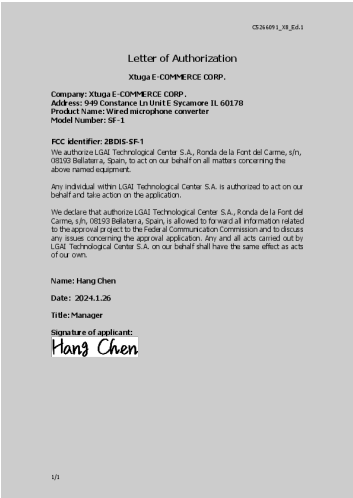 CS266091_X8_Ed.1
Letter of Authorization
Xtuga E-COMMERCE CORP.
Company: Xtuga E-COMMERCE CORP.
Address: 949 Constance Ln Unit E Sycamore IL 60178
Product Name: Wired microphone converter
Model Number: SF-1
FCC identifier: 2BDIS-SF-1
We authorize LGAI Technological Center S.A., Ronda de la Font del Carme, s/n,
08193 Bellaterra, Spain, to act on our behalf on all matters concerning the
above named equipment.
Any individual within LGAI Technological Center S.A. is authorized to act on our
behalf and take action on the application.
We declare that authorize LGAI Technological Center S.A., Ronda de la Font del
Carme, s/n, 08193 Bellaterra, Spain, is allowed to forward all information related
to the approval project to the Federal Communication Commission and to discuss
any issues concerning the approval application. Any and all acts carried out by
LGAI Technological Center S.A. on our behalf shall have the same effect as acts
of our own.
Name: Hang Chen
Date: 2024.1.26
Title: Manager
Signature of applicant:
Hang Chen
1/1